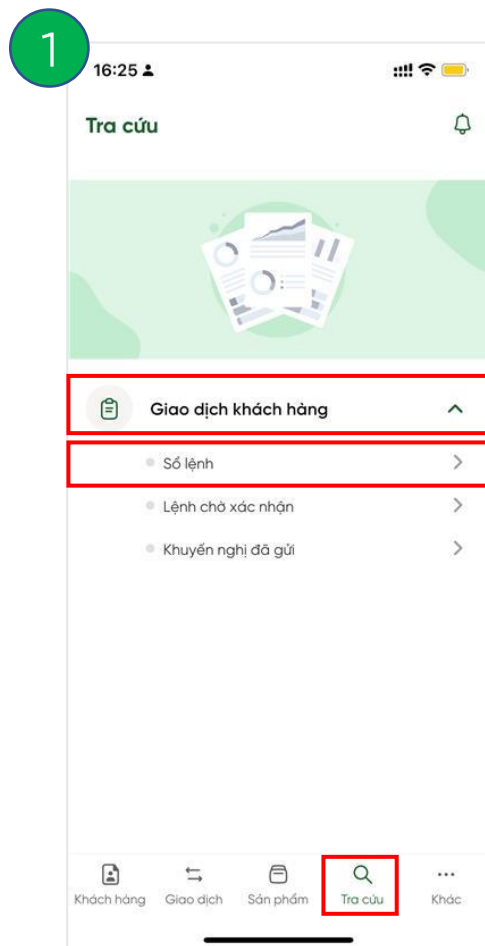 1
16:25
Tra cứu
Giao dịch khách hàng
Sổ lệnh
Lệnh chờ xác nhận
Khuyến nghị đã gửi
Khách hàng Giao dịch Sản phẩm Tra cứu Khác